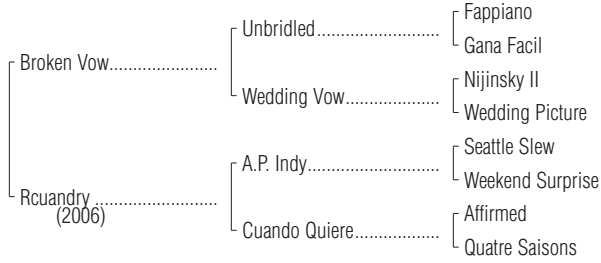 Fappiano
Unbridled..........................
Gana Facil
Broken Vow.......................
Nijinsky II
Wedding Vow....................
Wedding Picture
Seattle Slew
A.P. Indy............................
Weekend Surprise
Rcuandry ..........................
(2006)
Affirmed
Cuando Quiere..................
Quatre Saisons